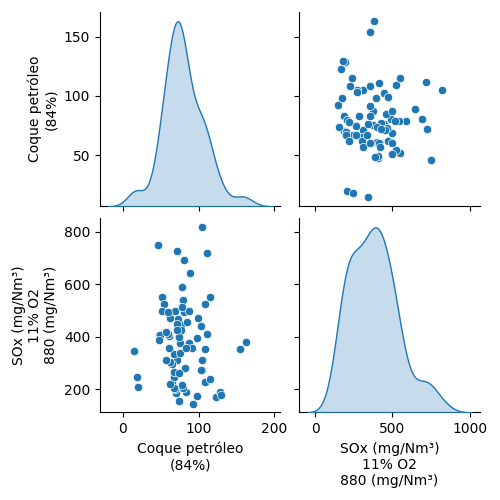 150
100
50
Coque petróleo
(84%)
800
600
400
200
SOx (mg/Nm³)
11% O2
880 (mg/Nm³)
0
100
200
Coque petróleo
(84%)
0
500
1000
SOx (mg/Nm³)
11% O2
880 (mg/Nm³)